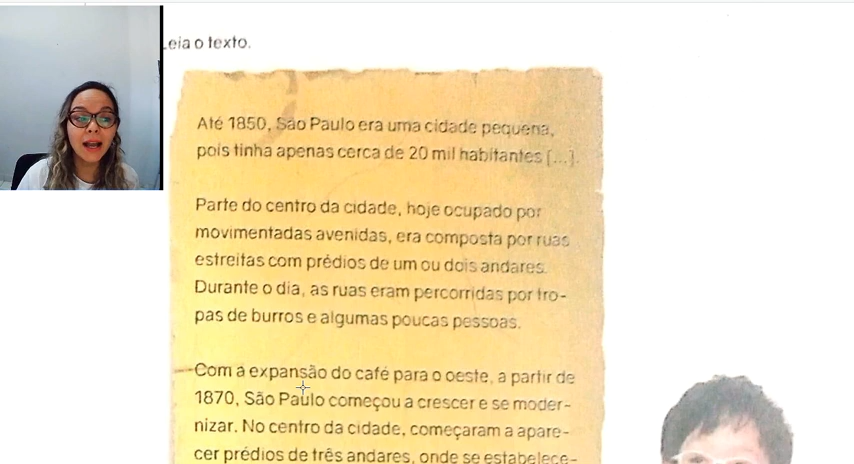 Leia o texto.
Até 1850, São Paulo era uma cidade pequena,
pois tinha apenas cerca de 20 mil habitantes [...].
Parte do centro da cidade, hoje ocupado por
movimentadas avenidas, era composta por ruas
estreitas com prédios de um ou dois andares.
Durante o dia, as ruas eram percorridas por tro-
pas de burros e algumas poucas pessoas.
Com a expansão do café para o oeste, a partir de
1870, São Paulo começou a crescer e se moder-
nizar. No centro da cidade, começaram a apare-
cer prédios de três andares, onde se estabelece-